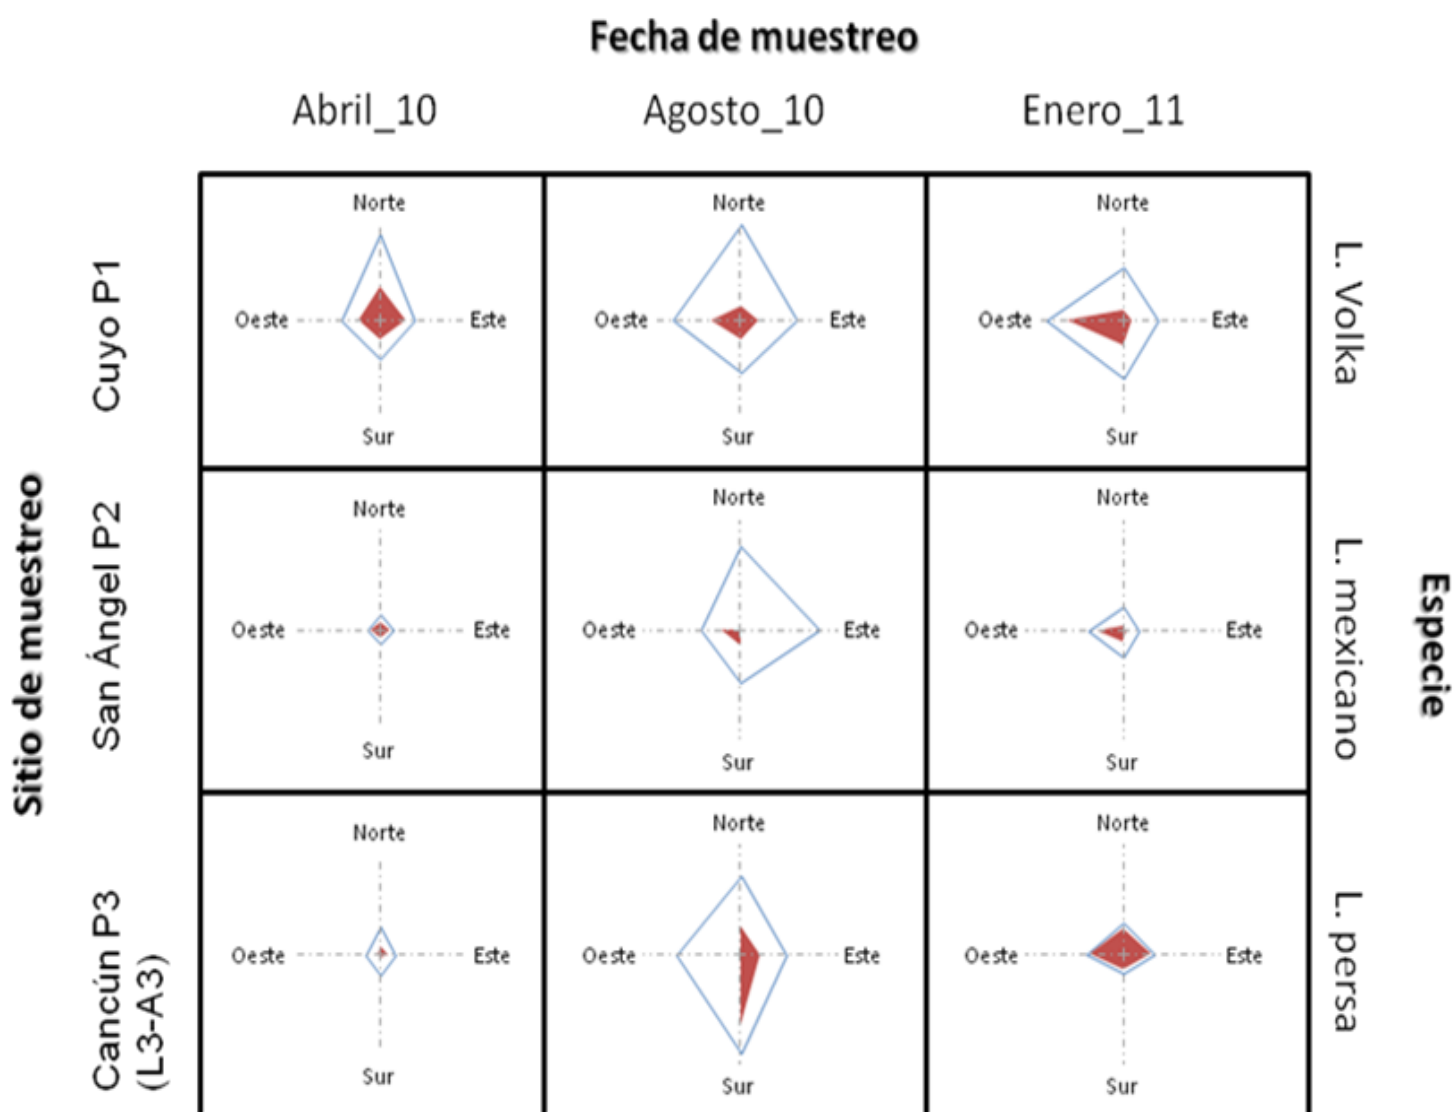 Fecha de muestreo
Abril_10
Agosto_10
Enero_11
Sitio de muestreo
Especie
Cuyo P1
Norte
Oeste
Este
Sur
Norte
Oeste
Este
Sur
Norte
Oeste
Este
Sur
L. Volka
San Ángel P2
Norte
Oeste
Este
Sur
Norte
Oeste
Este
Sur
Norte
Oeste
Este
Sur
L. mexicano
Cancún P3
(L3-A3)
Norte
Oeste
Este
Sur
Norte
Oeste
Este
Sur
Norte
Oeste
Este
Sur
L. persa